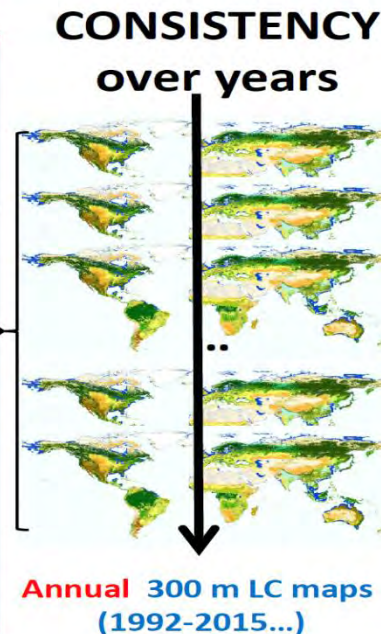 CONSISTENCY
over years
..
Annual 300 m LC maps
(1992-2015...)